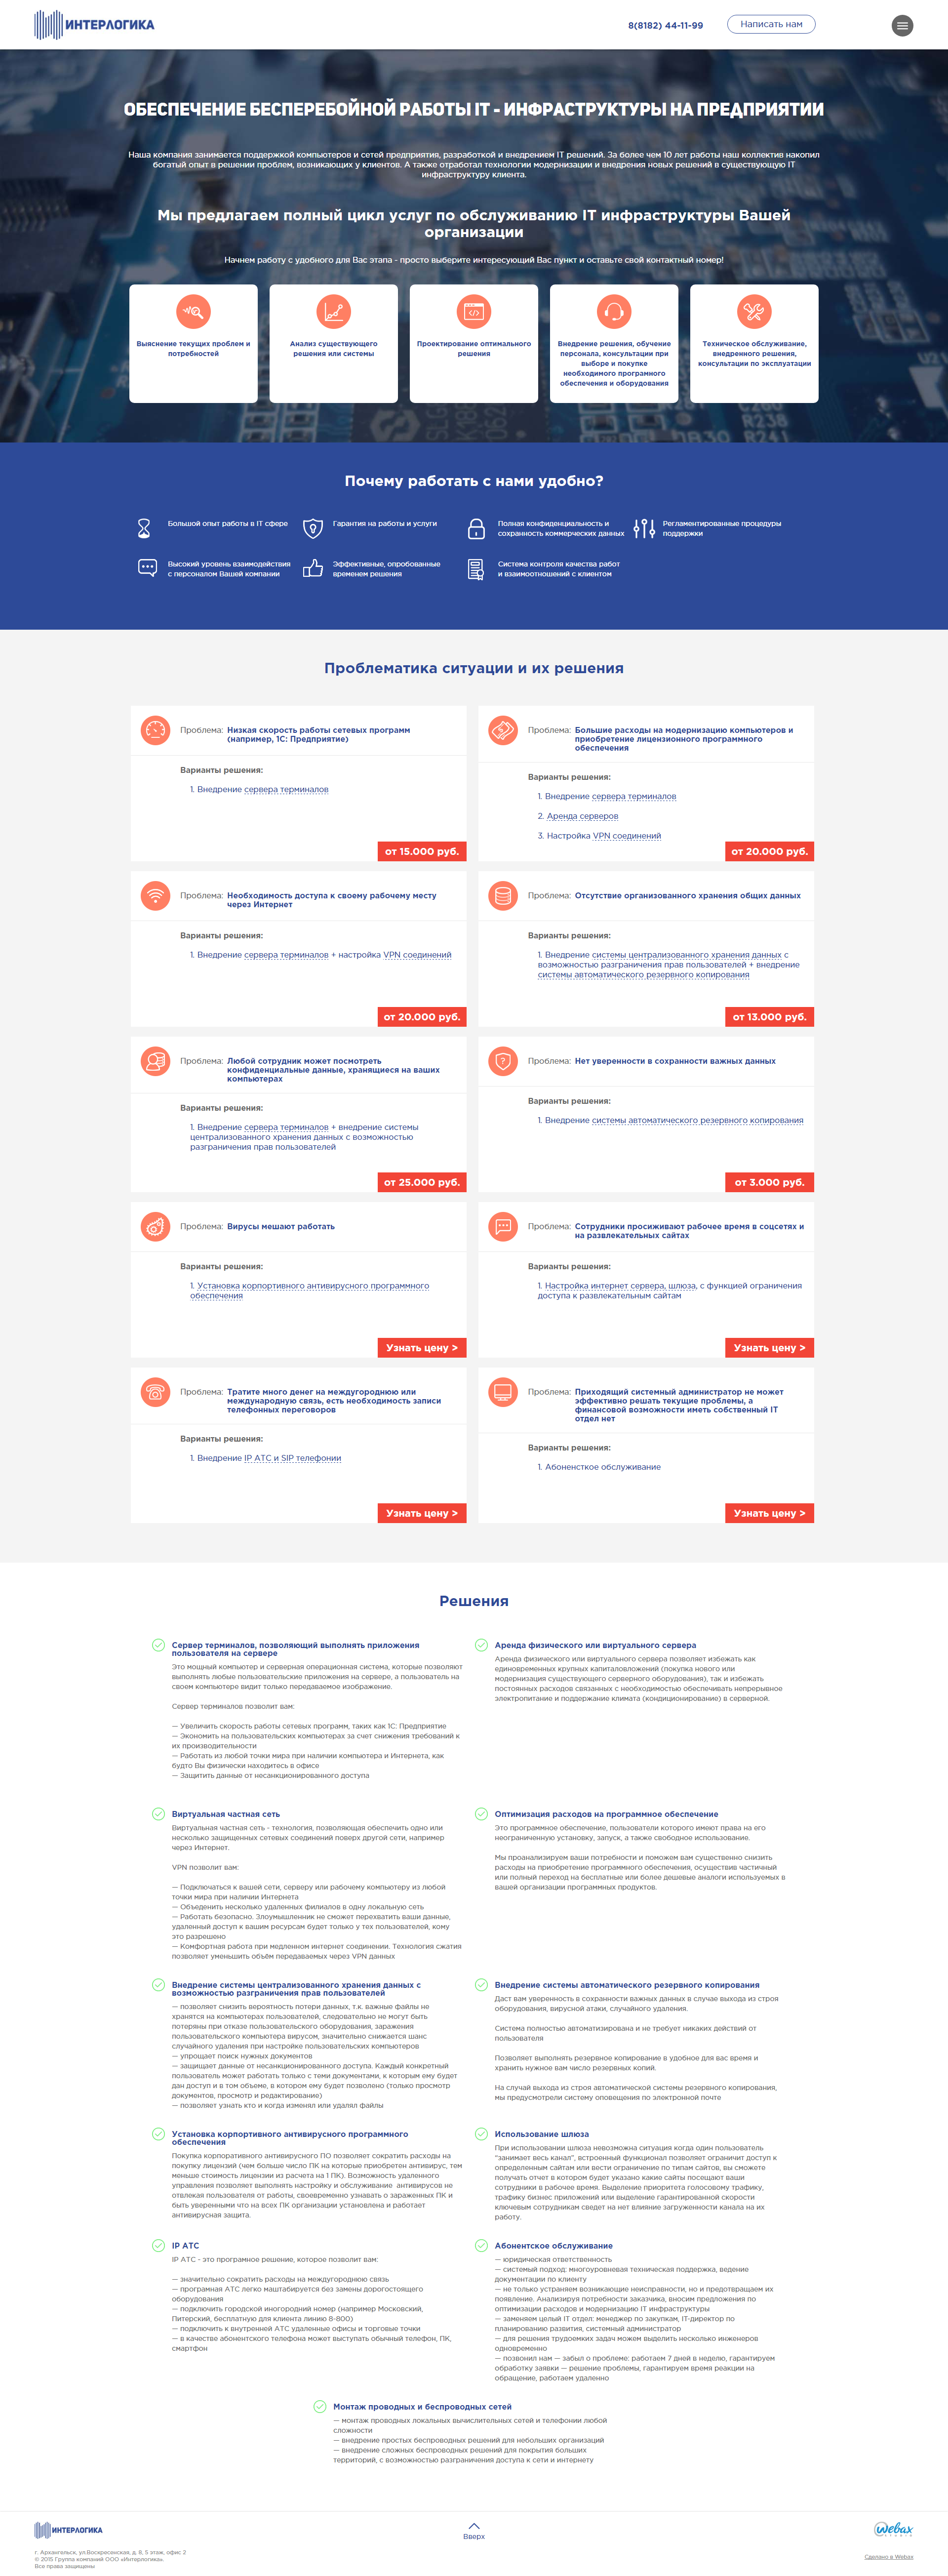 ИНТЕРЛОГИКА
8(8182) 44-11-99
Написать нам
ОБЕСПЕЧЕНИЕ БЕСПЕРЕБОЙНОЙ РАБОТЫ IT - ИНФРАСТРУКТУРЫ НА ПРЕДПРИЯТИИ
Наша компания занимается поддержкой компьютеров и сетей предприятия, разработкой и внедрением IT решений. За более чем 10 лет работы наш коллектив накопил
богатый опыт в решении проблем, возникающих у клиентов. А также отработал технологии модернизации и внедрения новых решений в существующую IT
инфраструктуру клиента.
Мы предлагаем полный цикл услуг по обслуживанию IT инфраструктуры Вашей
организации
Начнем работу с удобного для Вас этапа - просто выберите интересующий Вас пункт и оставьте свой контактный номер!
Выяснение текущих проблем и
потребностей
Анализ существующего
решения или системы
Проектирование оптимального
решения
Внедрение решения, обучение
персонала, консультации при
выборе и покупке
необходимого програмного
обеспечения и оборудования
Техническое обслуживание,
внедренного решения,
консультации по эксплуатации
Почему работать с нами удобно?
Большой опыт работы в IT сфере
Гарантия на работы и услуги
Полная конфиденциальность и
сохранность коммерческих данных
Регламентированные процедуры
поддержки
Высокий уровень взаимодействия
с персоналом Вашей компании
Эффективные, опробованные
временем решения
Система контроля качества работ
и взаимоотношений с клиентом
Проблематика ситуации и их решения
Проблема: Низкая скорость работы сетевых программ
(например, 1С: Предприятие)
Варианты решения:
1. Внедрение сервера терминалов
от 15.000 руб.
Проблема: Большие расходы на модернизацию компьютеров и
приобретение лицензионного программного
обеспечения
Варианты решения:
1. Внедрение сервера терминалов
2. Аренда серверов
3. Настройка VPN соединений
от 20.000 руб.
Проблема: Необходимость доступа к своему рабочему месту
через Интернет
Варианты решения:
1. Внедрение сервера терминалов + настройка VPN соединений
от 20.000 руб.
Проблема: Отсутствие организованного хранения общих данных
Варианты решения:
1. Внедрение системы централизованного хранения данных с
возможностью разграничения прав пользователей + внедрение
системы автоматического резервного копирования
от 13.000 руб.
Проблема: Любой сотрудник может посмотреть
конфиденциальные данные, хранящиеся на ваших
компьютерах
Варианты решения:
1. Внедрение сервера терминалов + внедрение системы
централизованного хранения данных с возможностью
разграничения прав пользователей
от 25.000 руб.
Проблема: Нет уверенности в сохранности важных данных
Варианты решения:
1. Внедрение системы автоматического резервного копирования
от 3.000 руб.
Проблема: Вирусы мешают работать
Варианты решения:
1. Установка корпортивного антивирусного программного
обеспечения
Узнать цену >
Проблема: Сотрудники просиживают рабочее время в соцсетях и
на развлекательных сайтах
Варианты решения:
1. Настройка интернет сервера, шлюза, с функцией ограничения
доступа к развлекательным сайтам
Узнать цену >
Проблема: Тратите много денег на междугороднюю или
международную связь, есть необходимость записи
телефонных переговоров
Варианты решения:
1. Внедрение IP АТС и SIP телефонии
Узнать цену >
Проблема: Приходящий системный администратор не может
эффективно решать текущие проблемы, а
финансовой возможности иметь собственный IT
отдел нет
Варианты решения:
1. Абоненсткое обслуживание
Узнать цену >
Решения
Сервер терминалов, позволяющий выполнять приложения
пользователя на сервере
Это мощный компьютер и серверная операционная система, которые позволяют
выполнять любые пользовательские приложения на сервере, а пользователь на
своем компьютере видит только передаваемое изображение.
Сервер терминалов позволит вам:
— Увеличить скорость работы сетевых программ, таких как 1С: Предприятие
— Экономить на пользовательских компьютерах за счет снижения требований к
их производительности
— Работать из любой точки мира при наличии компьютера и Интернета, как
будто Вы физически находитесь в офисе
— Защитить данные от несанкционированного доступа
Аренда физического или виртуального сервера
Аренда физического или виртуального сервера позволяет избежать как
единовременных крупных капиталовложений (покупка нового или
модернизация существующего серверного оборудования), так и избежать
постоянных расходов связанных с необходимостью обеспечивать непрерывное
электропитание и поддержание климата (кондиционирование) в серверной.
Виртуальная частная сеть
Виртуальная частная сеть - технология, позволяющая обеспечить одно или
несколько защищенных сетевых соединений поверх другой сети, например
через Интернет.
VPN позволит вам:
— Подключаться к вашей сети, серверу или рабочему компьютеру из любой
точки мира при наличии Интернета
— Объеденить несколько удаленных филиалов в одну локальную сеть
— Работать безопасно. Злоумышленник не сможет перехватить ваши данные,
удаленный доступ к вашим ресурсам будет только у тех пользователей, кому
это разрешено
— Комфортная работа при медленном интернет соединении. Технология сжатия
позволяет уменьшить объём передаваемых через VPN данных
Оптимизация расходов на программное обеспечение
Это программное обеспечение, пользователи которого имеют права на его
неограниченную установку, запуск, а также свободное использование.
Мы проанализируем ваши потребности и поможем вам существенно снизить
расходы на приобретение программного обеспечения, осуществив частичный
или полный переход на бесплатные или более дешевые аналоги используемых в
вашей организации программных продуктов.
Внедрение системы централизованного хранения данных с
возможностью разграничения прав пользователей
— позволяет снизить вероятность потери данных, т.к. важные файлы не
хранятся на компьютерах пользователей, следовательно не могут быть
потеряны при отказе пользовательского оборудования, заражения
пользовательского компьютера вирусом, значительно снижается шанс
случайного удаления при настройке пользовательских компьютеров
— упрощает поиск нужных документов
— защищает данные от несанкционированного доступа. Каждый конкретный
пользователь может работать только с теми документами, к которым ему будет
дан доступ и в том объеме, в котором ему будет позволено (только просмотр
документов, просмотр и редактирование)
— позволяет узнать кто и когда изменял или удалял файлы
Внедрение системы автоматического резервного копирования
Даст вам уверенность в сохранности важных данных в случае выхода из строя
оборудования, вирусной атаки, случайного удаления.
Система полностью автоматизирована и не требует никаких действий от
пользователя
Позволяет выполнять резервное копирование в удобное для вас время и
хранить нужное вам число резервных копий.
На случай выхода из строя автоматической системы резервного копирования,
мы предусмотрели систему оповещения по электронной почте
Установка корпортивного антивирусного программного
обеспечения
Покупка корпоративного антивирусного ПО позволяет сократить расходы на
покупку лицензий (чем больше число ПК на которые приобретен антивирус, тем
меньше стоимость лицензии из расчета на 1 ПК). Возможность удаленного
управления позволяет выполнять настройку и обслуживание антивирусов не
отвлекая пользователя от работы, своевременно узнавать о зараженных ПК и
быть уверенными что на всех ПК организации установлена и работает
антивирусная защита.
Использование шлюза
При использовании шлюза невозможна ситуация когда один пользователь
"занимает весь канал", встроенный функционал позволяет ограничит доступ к
определенным сайтам или вести ограничение по типам сайтов, вы сможете
получать отчет в котором будет указано какие сайты посещают ваши
сотрудники в рабочее время. Выделение приоритета голосовому трафику,
трафику бизнес приложений или выделение гарантированной скорости
ключевым сотрудникам сведет на нет влияние загруженности канала на их
работу.
IP АТС
IP АТС - это програмное решение, которое позволит вам:
— значительно сократить расходы на междугороднюю связь
— програмная АТС легко маштабируется без замены дорогостоящего
оборудования
— подключить городской иногородний номер (например Московский,
Питерский, бесплатную для клиента линию 8-800)
— подключить к внутренней АТС удаленные офисы и торговые точки
— в качестве абонентского телефона может выступать обычный телефон, ПК,
смартфон
Абонентское обслуживание
— юридическая ответственность
— системый подход: многоуровневая техническая поддержка, ведение
документации по клиенту
— не только устраняем возникающие неисправности, но и предотвращаем их
появление. Анализируя потребности заказчика, вносим предложения по
оптимизации расходов и модернизацию IT инфраструктуры
— заменяем целый IT отдел: менеджер по закупкам, IT-директор по
планированию развития, системный администратор
— для решения трудоемких задач можем выделить несколько инженеров
одновременно
— позвонил нам — забыл о проблеме: работаем 7 дней в неделю, гарантируем
обработку заявки — решение проблемы, гарантируем время реакции на
обращение, работаем удаленно
Монтаж проводных и беспроводных сетей
— монтаж проводных локальных вычислительных сетей и телефонии любой
сложности
— внедрение простых беспроводных решений для небольших организаций
— внедрение сложных беспроводных решений для покрытия больших
территорий, с возможностью разграничения доступа к сети и интернету
ИНТЕРЛОГИКА
Вверх
Webax
STUDIO
г. Архангельск, ул.Воскресенская, д. 8, 5 этаж, офис 2
© 2015 Группа компаний ООО «Интерлогика».
Все права защищены
Сделано в Webax